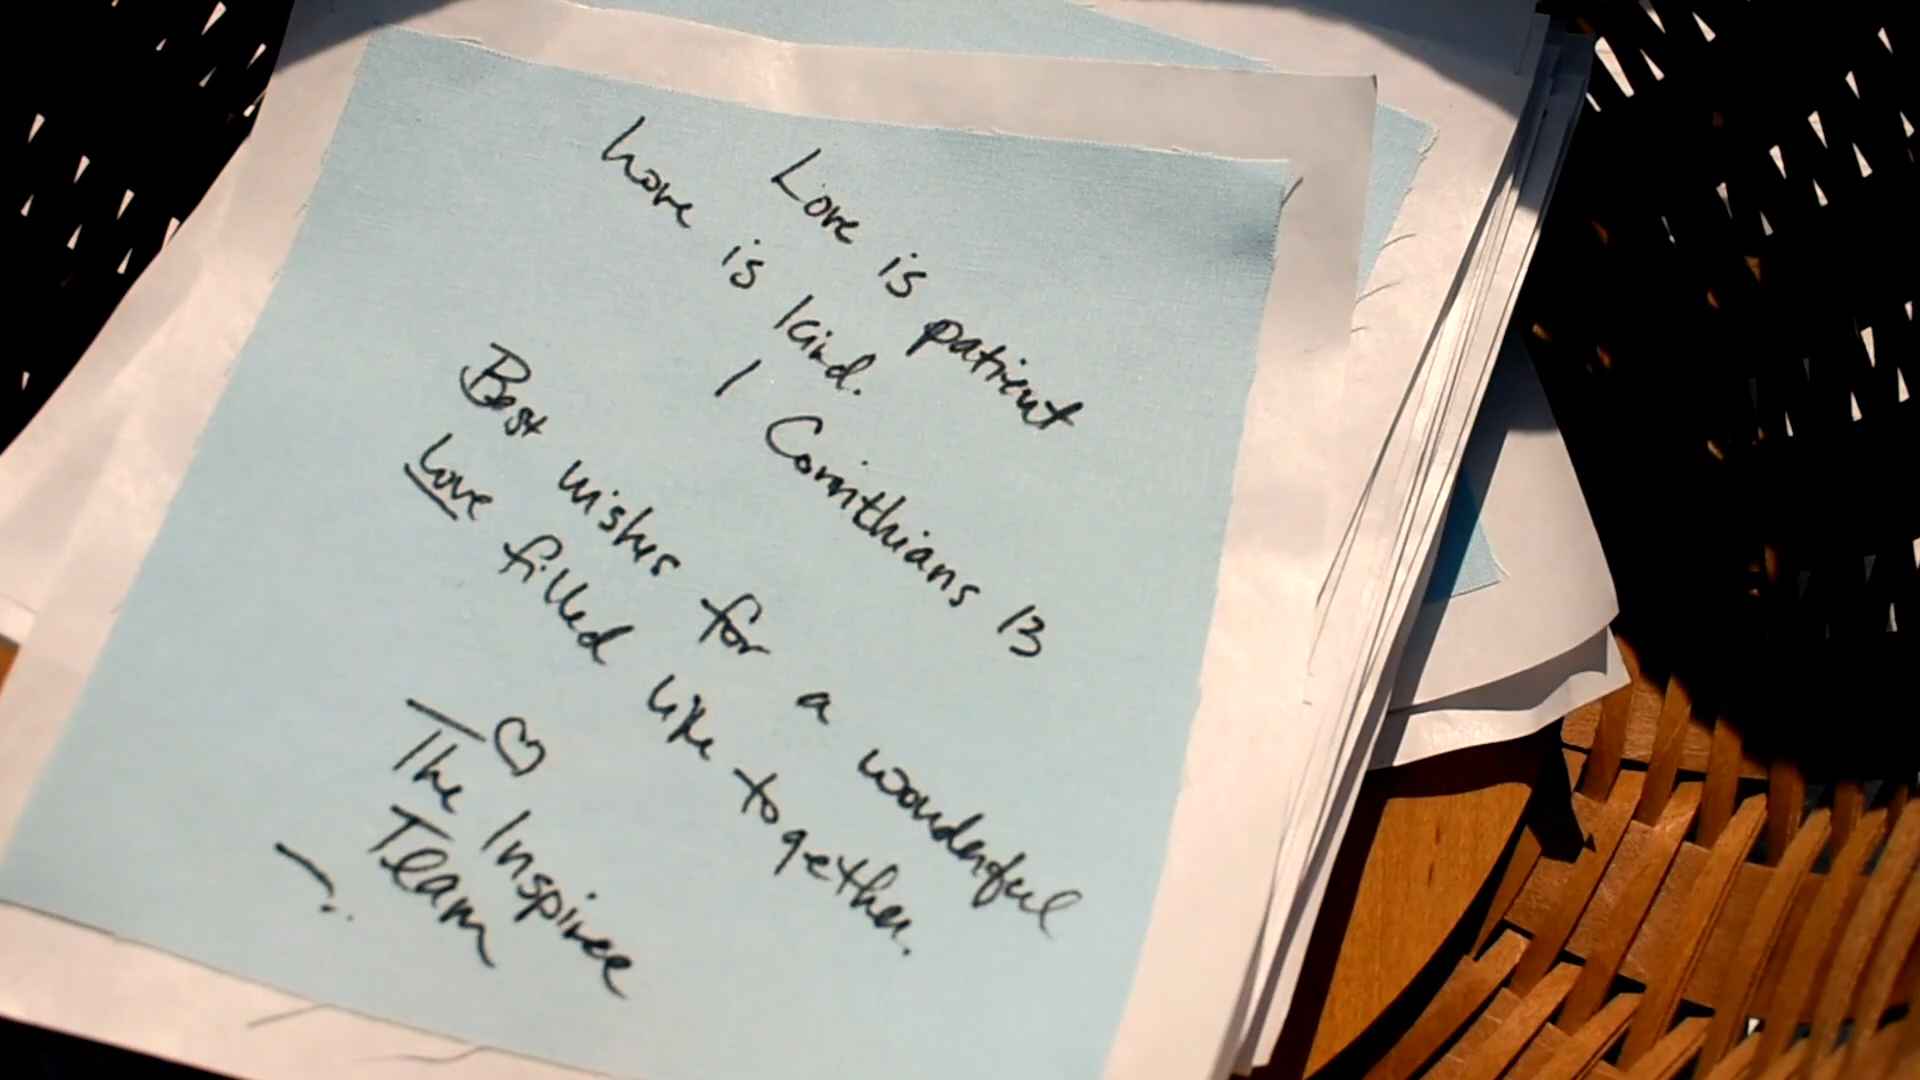 Love is patient
Love is kind.
1 Corinthians 13
Best wishes for a wonderful
Love filled life together.
— ♡
The Inspiree
Team